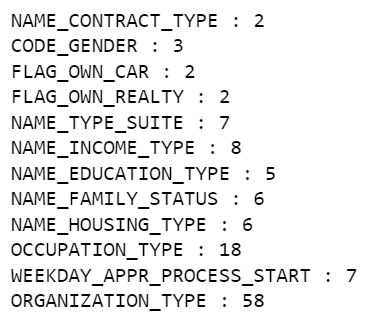 NAME_CONTRACT_TYPE : 2
CODE_GENDER : 3
FLAG_OWN_CAR : 2
FLAG_OWN_REALTY : 2
NAME_TYPE_SUITE : 7
NAME_INCOME_TYPE : 8
NAME_EDUCATION_TYPE : 5
NAME_FAMILY_STATUS : 6
NAME_HOUSING_TYPE : 6
OCCUPATION_TYPE : 18
WEEKDAY_APPR_PROCESS_START : 7
ORGANIZATION_TYPE : 58